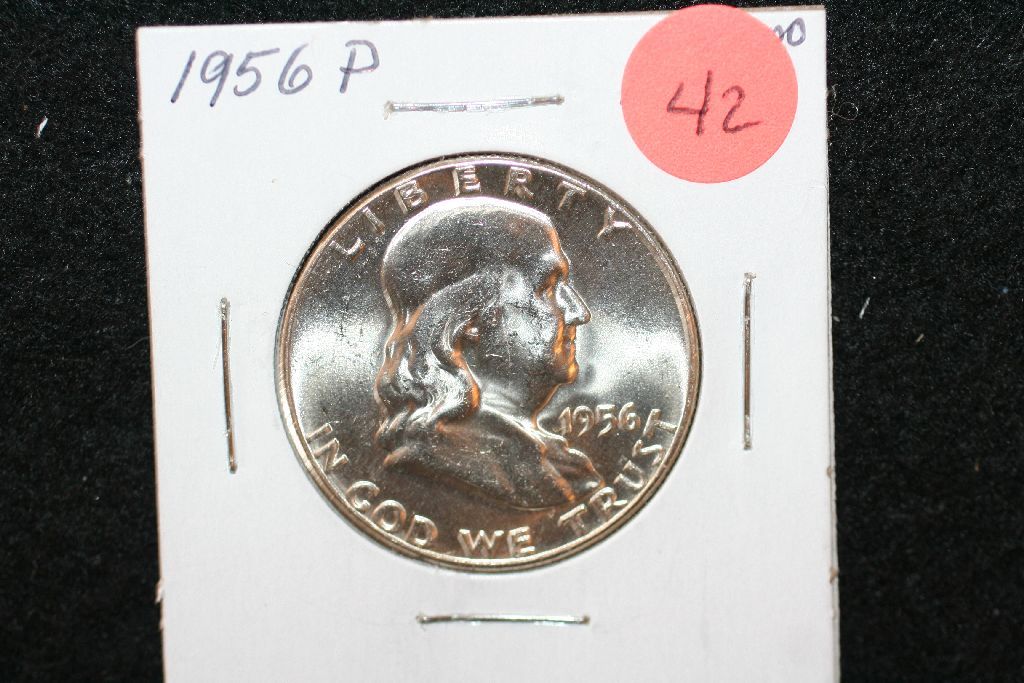 1956 P
42
LIBERTY
1956
IN GOD WE TRUST